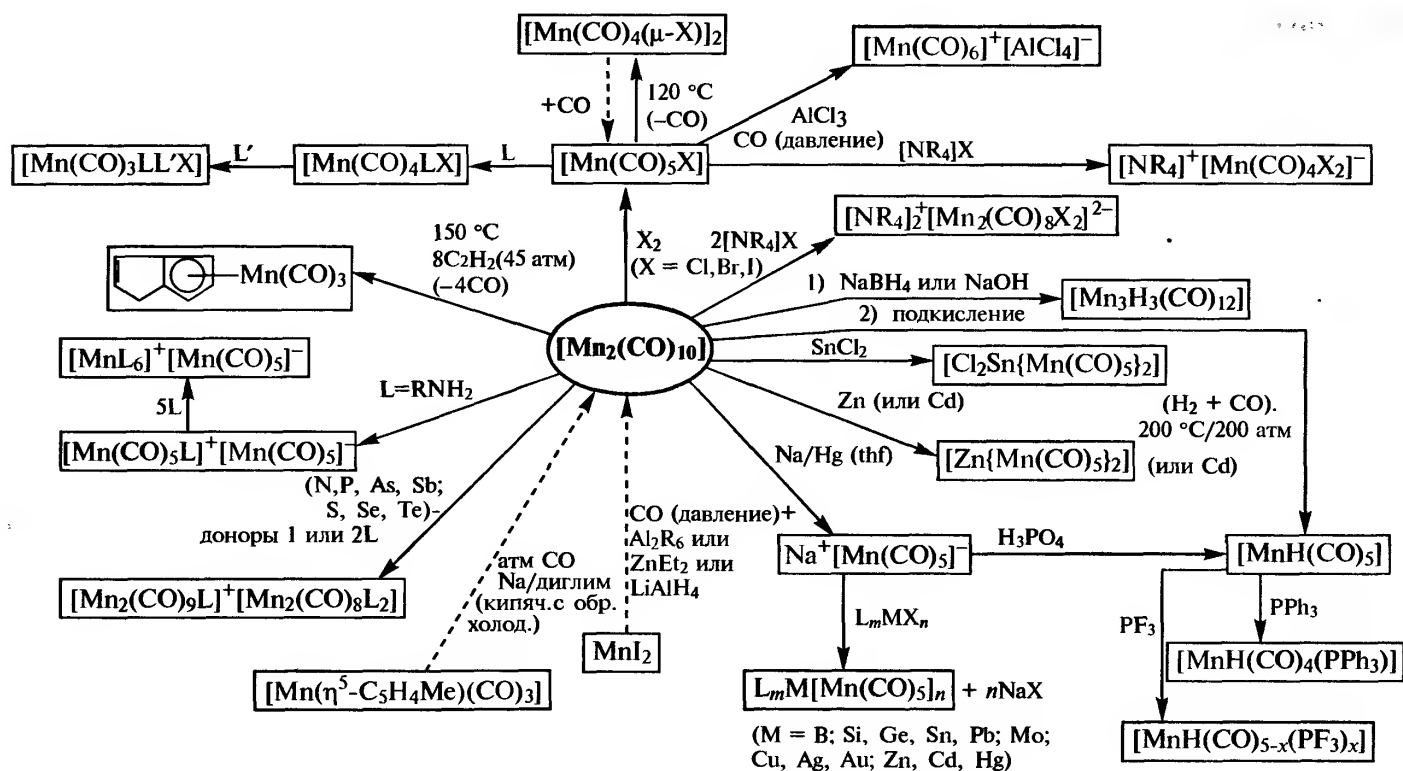 [Mn(CO)4(μ-X)]2
[Mn(CO)6]+[AlCl4]−
+CO
120 °C
(−CO)
AlCl3
CO (давление)
[Mn(CO)3LL′X]
L′
[Mn(CO)4LX]
L
[Mn(CO)5X]
[NR4]X
[NR4]+[Mn(CO)4X2]−
[NR4]2+[Mn2(CO)8X2]2−
150 °C
8C2H2(45 атм)
(−4CO)
X2
(X = Cl,Br,I)
2[NR4]X
Mn(CO)3
1) NaBH4 или NaOH
2) подкисление
[Mn3H3(CO)12]
[Mn2(CO)10]
[MnL6]+[Mn(CO)5]−
SnCl2
[Cl2Sn{Mn(CO)5}2]
5L
L=RNH2
Zn (или Cd)
(H2 + CO).
200 °C/200 атм
(или Cd)
[Mn(CO)5L]+[Mn(CO)5]−
Na/Hg (thf)
[Zn{Mn(CO)5}2]
(N,P, As, Sb;
S, Se, Te)-
доноры 1 или 2L
CO (давление)+
Al2R6 или
ZnEt2 или
LiAlH4
атм CO
Na/диглим
(кипяч.с обр.
холод.)
Na+[Mn(CO)5]−
H3PO4
[MnH(CO)5]
[Mn2(CO)9L]+[Mn2(CO)8L2]
LmMXn
PF3
PPh3
MnI2
[MnH(CO)4(PPh3)]
[Mn(η5-C5H4Me)(CO)3]
LmM[Mn(CO)5]n + nNaX
(M = B; Si, Ge, Sn, Pb; Mo;
Cu, Ag, Au; Zn, Cd, Hg)
[MnH(CO)5-x(PF3)x]